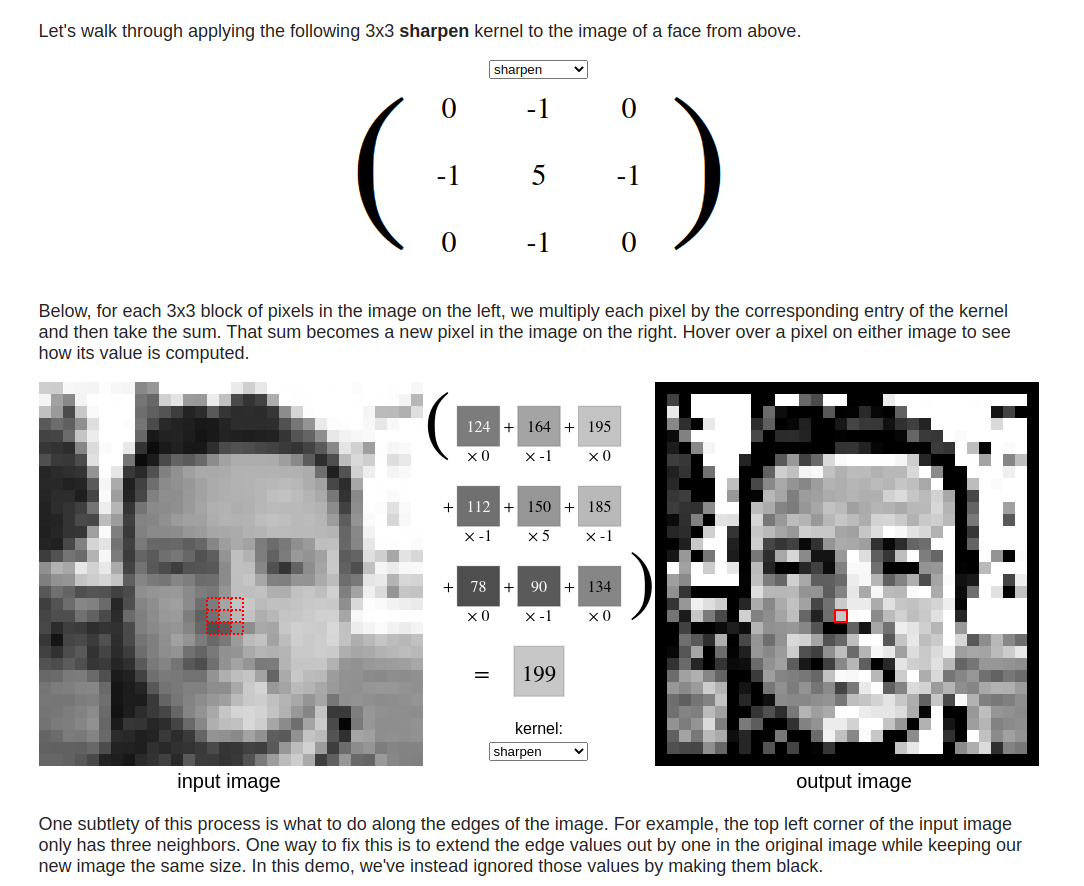 Let's walk through applying the following 3x3 sharpen kernel to the image of a face from above.
sharpen
( 0 -1 0 )
-1 5 -1
0 -1 0
Below, for each 3x3 block of pixels in the image on the left, we multiply each pixel by the corresponding entry of the kernel
and then take the sum. That sum becomes a new pixel in the image on the right. Hover over a pixel on either image to see
how its value is computed.
( 124 + 164 + 195
× 0 × -1 × 0
+ 112 + 150 + 185
× -1 × 5 × -1
+ 78 + 90 + 134 )
× 0 × -1 × 0
= 199
kernel:
sharpen
input image
output image
One subtlety of this process is what to do along the edges of the image. For example, the top left corner of the input image
only has three neighbors. One way to fix this is to extend the edge values out by one in the original image while keeping our
new image the same size. In this demo, we've instead ignored those values by making them black.